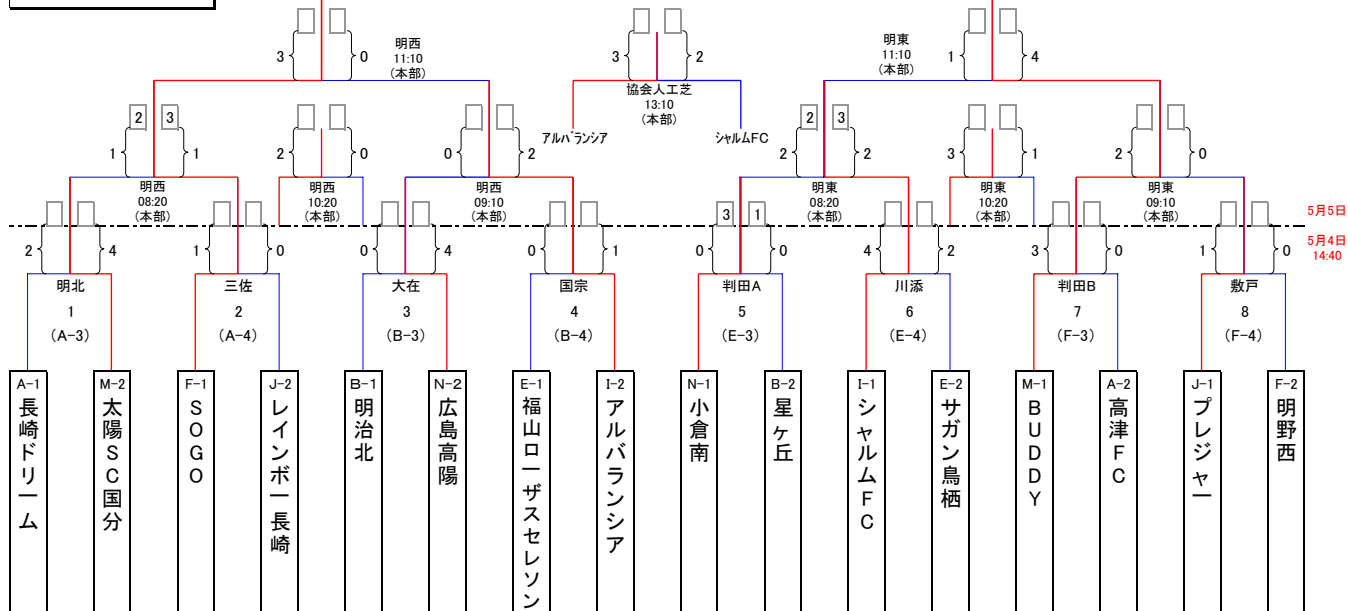 3 0 明西 11:10 (本部)
3 2 協会人工芝 13:10 (本部)
アルバランシア シャルムFC
1 4 明東 11:10 (本部)
2 3
1 1 明西 08:20 (本部)
2 0 明西 10:20 (本部)
0 2 明西 09:10 (本部)
2 3
2 2 明東 08:20 (本部)
3 1 明東 10:20 (本部)
2 0 明東 09:10 (本部)
5月5日
5月4日
14:40
2 4 明北 1 (A-3)
1 0 三佐 2 (A-4)
0 4 大在 3 (B-3)
0 1 国宗 4 (B-4)
3 1
0 0 判田A 5 (E-3)
4 2 川添 6 (E-4)
3 0 判田B 7 (F-3)
1 0 敷戸 8 (F-4)
A-1 長崎ドリーム
M-2 太陽SC国分
F-1 SOGO
J-2 レインボー長崎
B-1 明治北
N-2 広島高陽
E-1 福山ローザスセレソン
I-2 アルバランシア
N-1 小倉南
B-2 星ヶ丘
I-1 シャルムFC
E-2 サガン鳥栖
M-1 BUDDY
A-2 高津FC
J-1 プレジャー
F-2 明野西